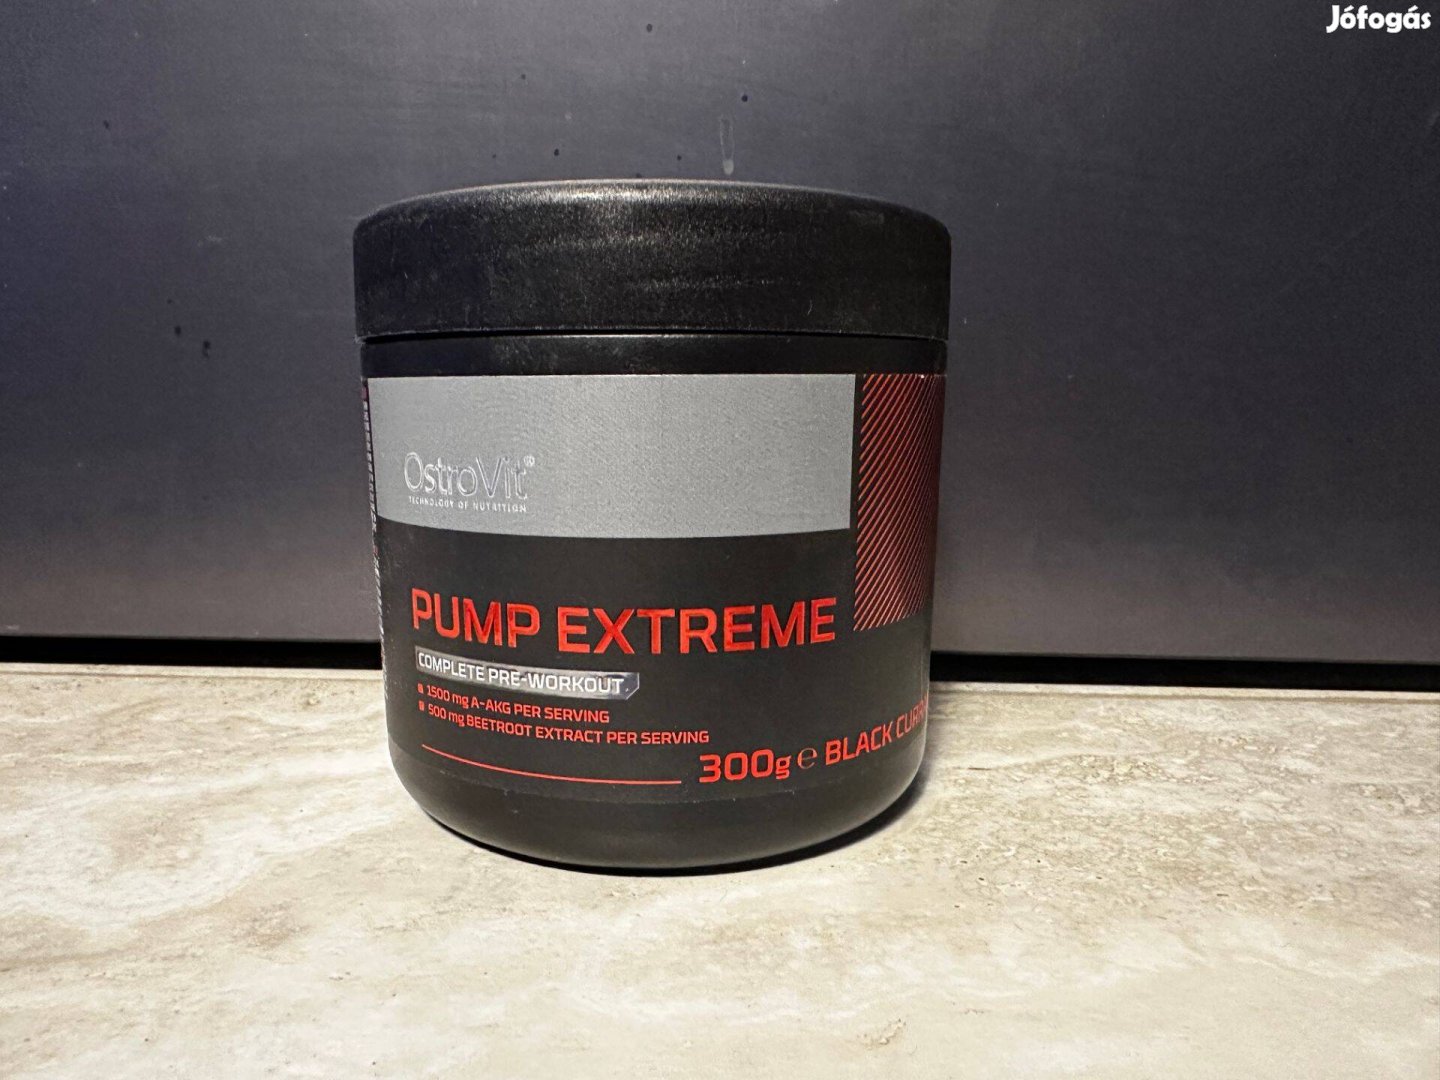 Jófogás
OstroVit®
TECHNOLOGY OF NUTRITION
PUMP EXTREME
COMPLETE PRE-WORKOUT
1500 mg A-AKG PER SERVING
500 mg BEETROOT EXTRACT PER SERVING
300g ℮ BLACK